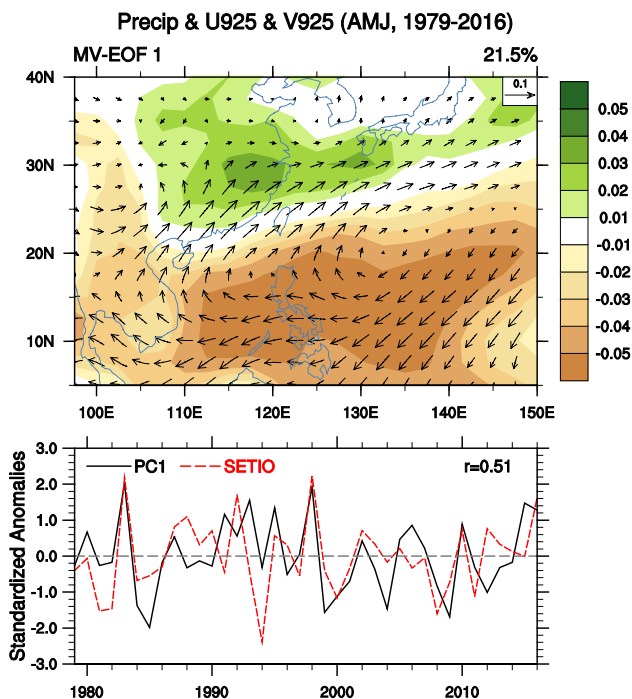 Precip & U925 & V925 (AMJ, 1979-2016)
MV-EOF 1 21.5%
40N
30N
20N
10N
100E 110E 120E 130E 140E 150E
0.1
0.05
0.04
0.03
0.02
0.01
-0.01
-0.02
-0.03
-0.04
-0.05
PC1 SETIO r=0.51
Standardized Anomalies
3.0
2.0
1.0
0.0
-1.0
-2.0
-3.0
1980 1990 2000 2010